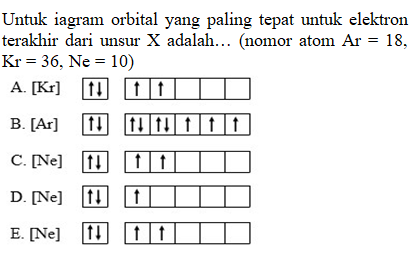 Untuk iagram orbital yang paling tepat untuk elektron
terakhir dari unsur X adalah… (nomor atom Ar = 18,
Kr = 36, Ne = 10)
A. [Kr] ↑↓ ↑ ↑
B. [Ar] ↑↓ ↑↓ ↑↓ ↑ ↑ ↑
C. [Ne] ↑↓ ↑ ↑
D. [Ne] ↑↓ ↑
E. [Ne] ↑↓ ↑ ↑